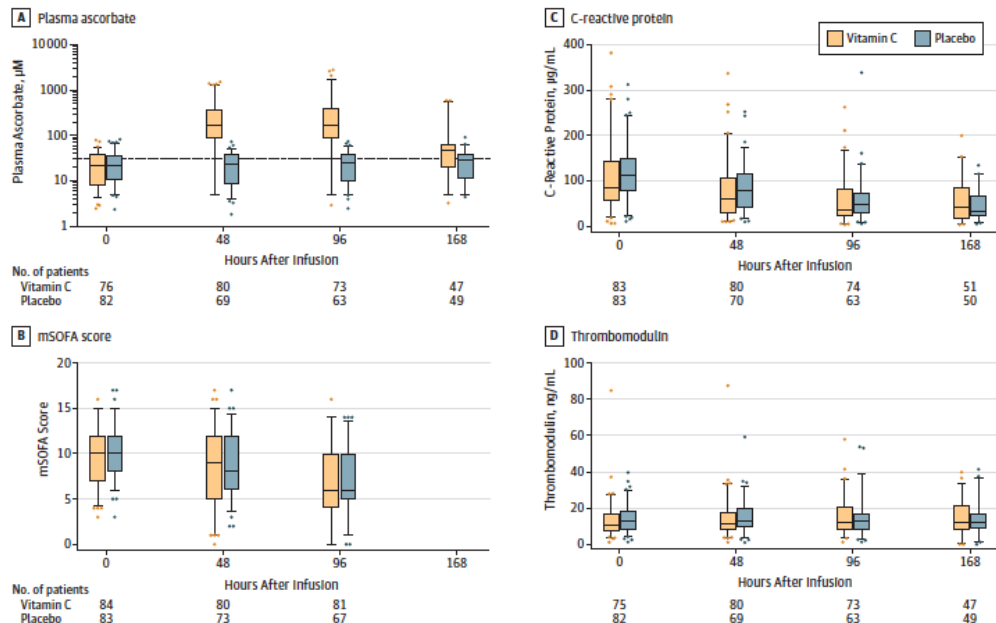 A Plasma ascorbate
Plasma Ascorbate, µM
10000
1000
100
10
1
0 48 96 168
Hours After Infusion
No. of patients
Vitamin C 76 80 73 47
Placebo 82 69 63 49
C C-reactive protein
Vitamin C Placebo
C-Reactive Protein, µg/mL
400
300
200
100
0
0 48 96 168
Hours After Infusion
83 80 74 51
83 70 63 50
B mSOFA score
mSOFA Score
20
15
10
5
0
0 48 96 168
Hours After Infusion
No. of patients
Vitamin C 84 80 81
Placebo 83 73 67
D Thrombomodulin
Thrombomodulin, ng/mL
100
80
60
40
20
0
0 48 96 168
Hours After Infusion
75 80 73 47
82 69 63 49